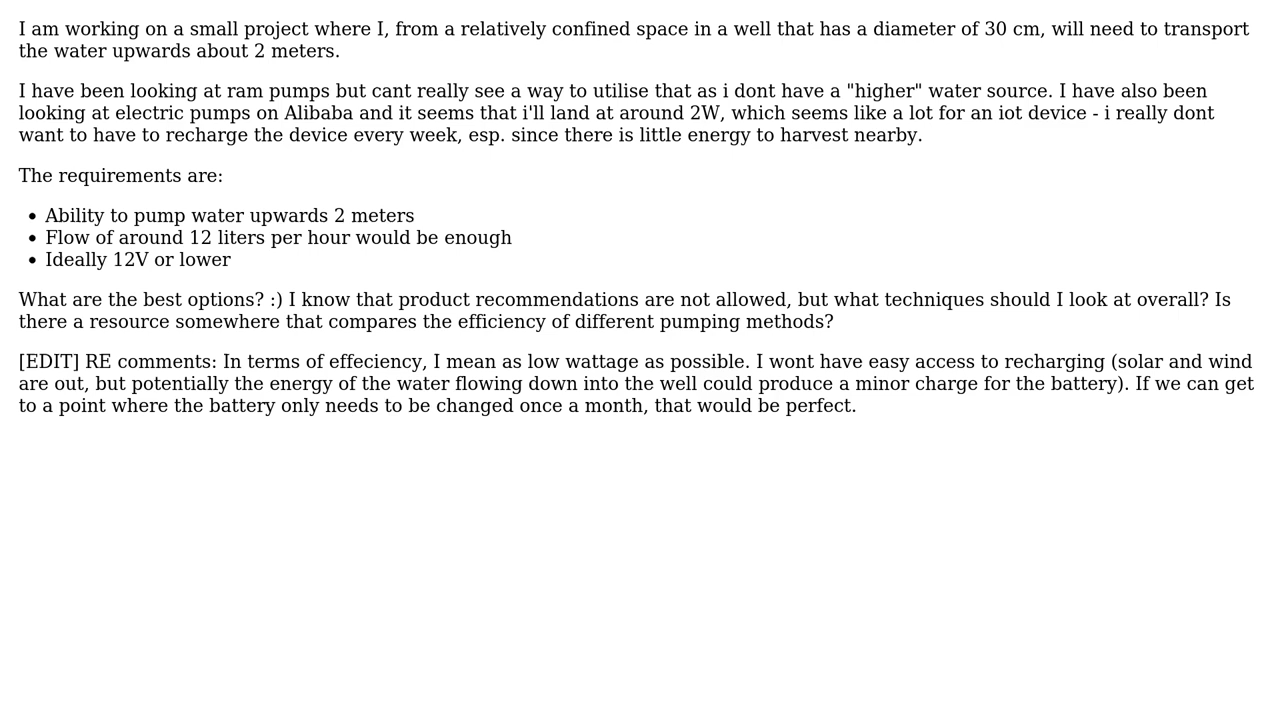 I am working on a small project where I, from a relatively confined space in a well that has a diameter of 30 cm, will need to transport
the water upwards about 2 meters.
I have been looking at ram pumps but cant really see a way to utilise that as i dont have a "higher" water source. I have also been
looking at electric pumps on Alibaba and it seems that i'll land at around 2W, which seems like a lot for an iot device - i really dont
want to have to recharge the device every week, esp. since there is little energy to harvest nearby.
The requirements are:
• Ability to pump water upwards 2 meters
• Flow of around 12 liters per hour would be enough
• Ideally 12V or lower
What are the best options? :) I know that product recommendations are not allowed, but what techniques should I look at overall? Is
there a resource somewhere that compares the efficiency of different pumping methods?
[EDIT] RE comments: In terms of effeciency, I mean as low wattage as possible. I wont have easy access to recharging (solar and wind
are out, but potentially the energy of the water flowing down into the well could produce a minor charge for the battery). If we can get
to a point where the battery only needs to be changed once a month, that would be perfect.